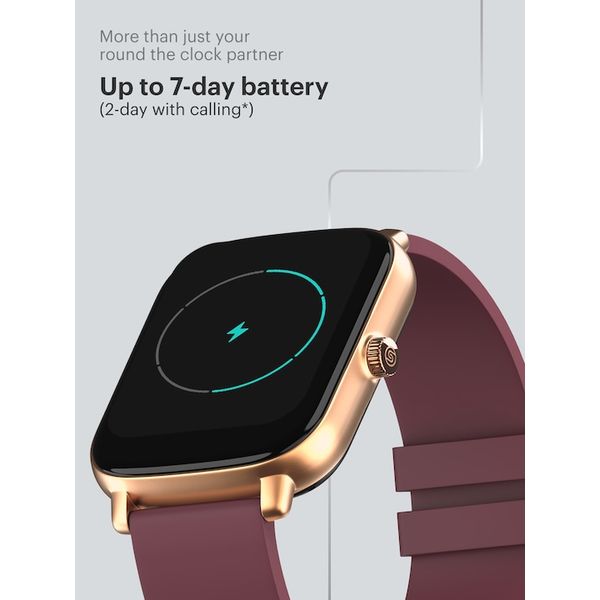 More than just your
round the clock partner
Up to 7-day battery
(2-day with calling*)